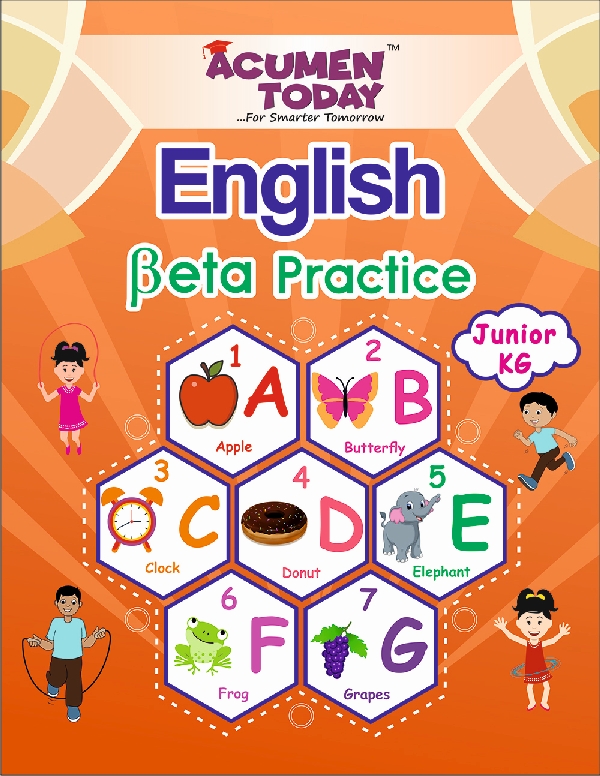 ACUMEN™
TODAY
...For Smarter Tomorrow
English
βeta Practice
Junior
KG
1
A
Apple
2
B
Butterfly
3
C
Clock
4
D
Donut
5
E
Elephant
6
F
Frog
7
G
Grapes